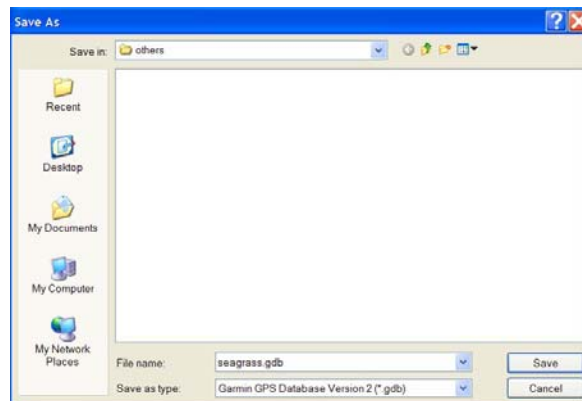 Save As
Save in:
others
Recent
Desktop
My Documents
My Computer
My Network
Places
File name:
seagrass.gdb
Save
Save as type:
Garmin GPS Database Version 2 (*.gdb)
Cancel